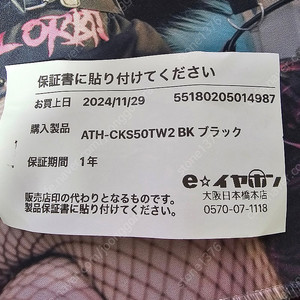 保証書に貼り付けてください
お買上日 2024/11/29 55180205014987
購入製品 ATH-CKS50TW2 BK ブラック
保証期間 1年
e☆イヤホン
大阪日本橋本店
0570-07-1118
販売店印の代わりとなるものです。
製品保証書に貼り付けてください。